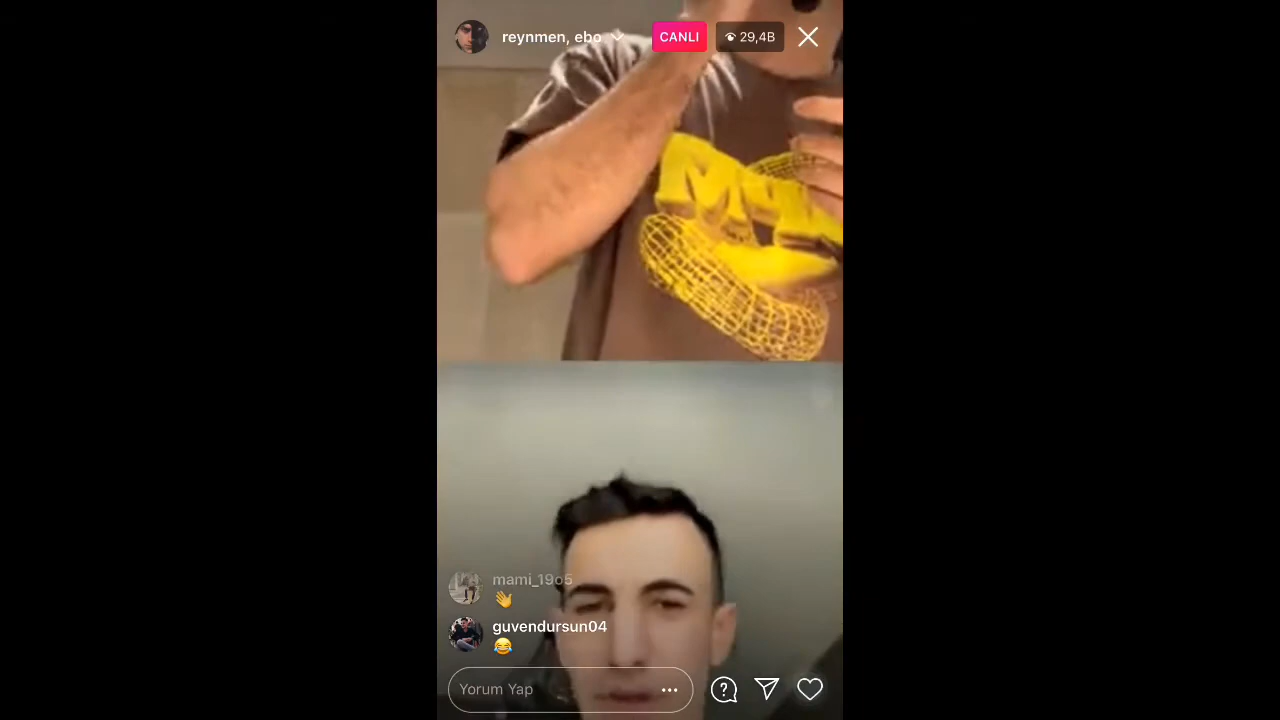 reynmen, ebo
CANLI
29,4B
mami_19o5
guvendursun04
Yorum Yap